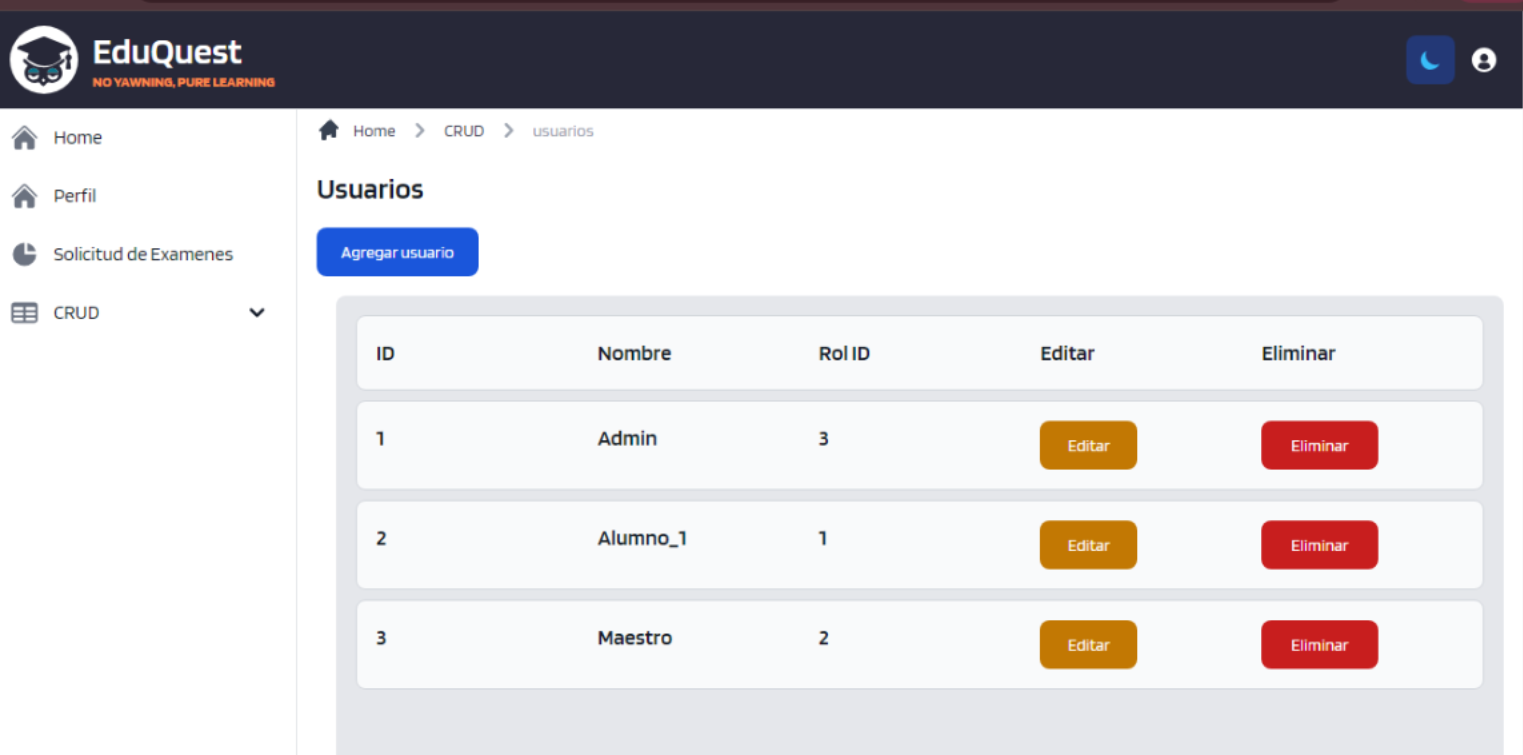 EduQuest
NO YAWNING, PURE LEARNING
Home
Perfil
Solicitud de Examenes
CRUD
Home > CRUD > usuarios
Usuarios
Agregar usuario
ID Nombre Rol ID Editar Eliminar
1 Admin 3 Editar Eliminar
2 Alumno_1 1 Editar Eliminar
3 Maestro 2 Editar Eliminar